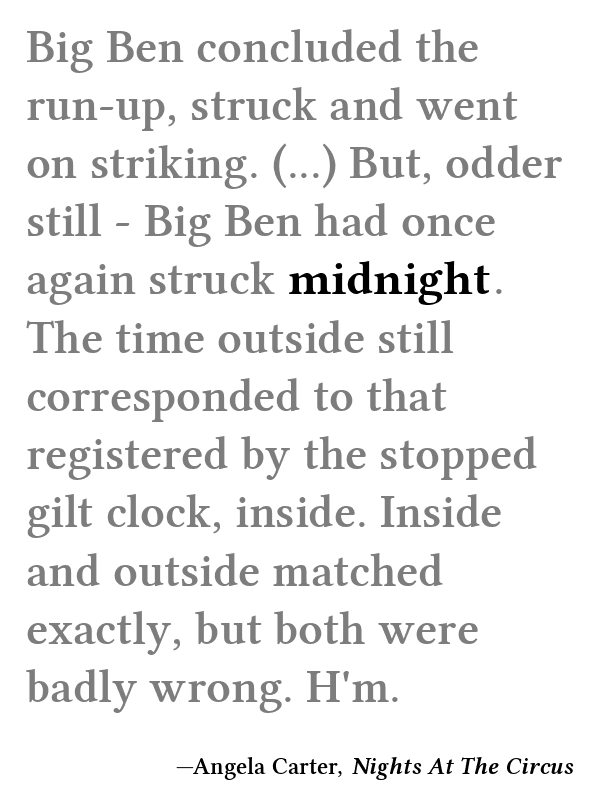 Big Ben concluded the
run-up, struck and went
on striking. (...) But, odder
still - Big Ben had once
again struck midnight.
The time outside still
corresponded to that
registered by the stopped
gilt clock, inside. Inside
and outside matched
exactly, but both were
badly wrong. H'm.
—Angela Carter, Nights At The Circus